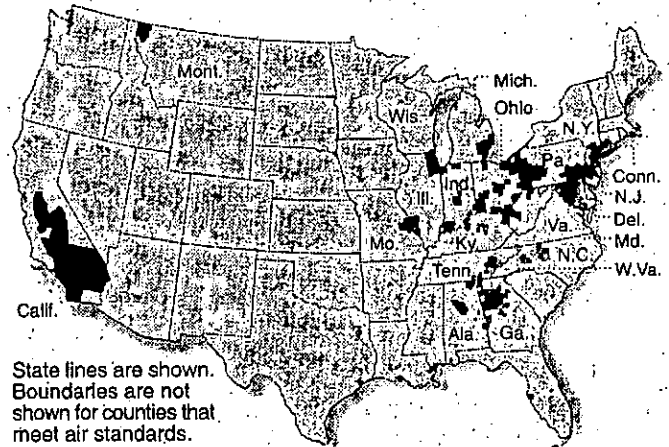 Mont.
Mich.
Wis.
Ohio
N.Y.
Pa.
Conn.
Ill.
Ind.
N.J.
Del.
Mo.
Ky.
Va.
Md.
Tenn.
N.C.
W.Va.
Calif.
Ala.
Ga.
State lines are shown.
Boundaries are not
shown for counties that
meet air standards.